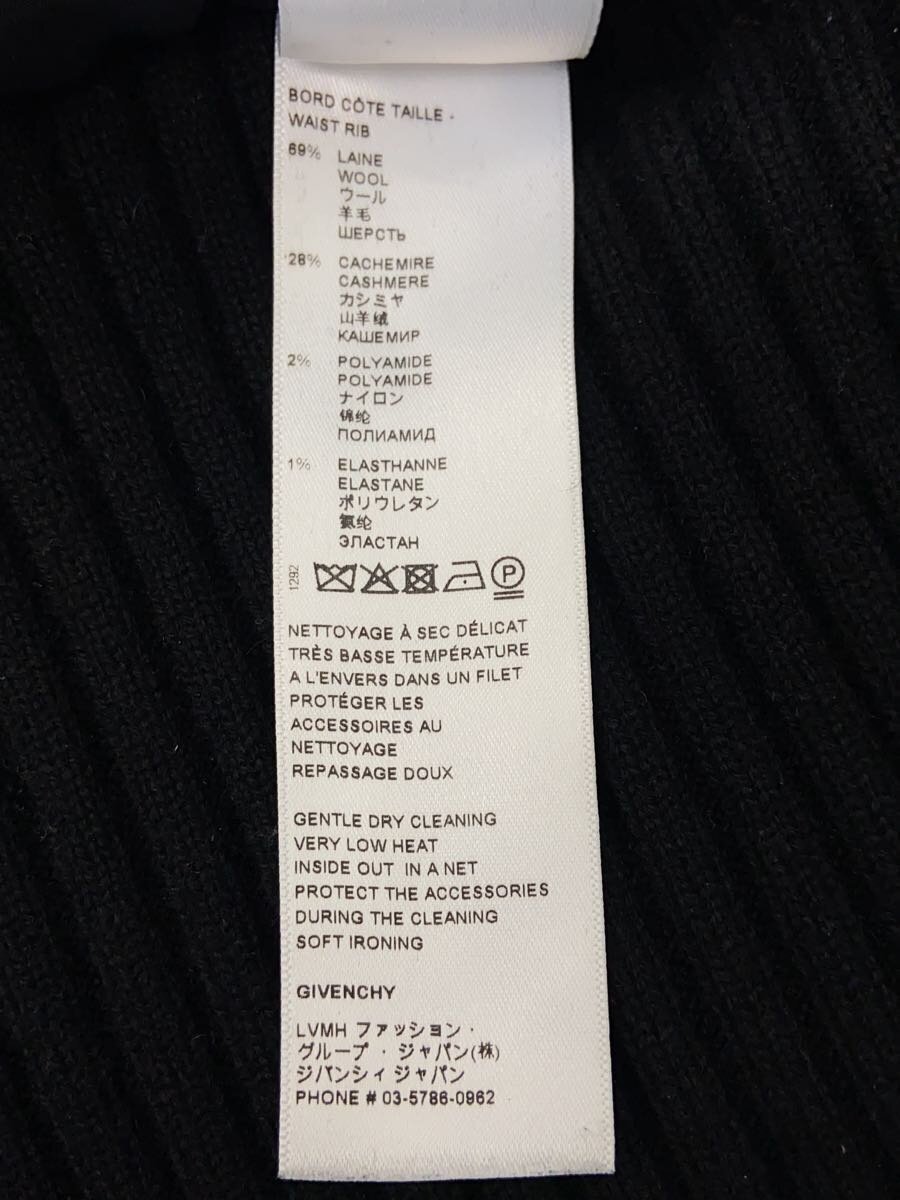 BORD CÔTE TAILLE -
WAIST RIB
69% LAINE
WOOL
ウール
羊毛
ШЕРСТЬ
28% CACHEMIRE
CASHMERE
カシミヤ
山羊绒
КАШЕМИР
2% POLYAMIDE
POLYAMIDE
ナイロン
锦纶
ПОЛИАМИД
1% ELASTHANNE
ELASTANE
ポリウレタン
氨纶
ЭЛАСТАН
1292
P
NETTOYAGE À SEC DÉLICAT
TRÈS BASSE TEMPÉRATURE
A L'ENVERS DANS UN FILET
PROTÉGER LES
ACCESSOIRES AU
NETTOYAGE
REPASSAGE DOUX
GENTLE DRY CLEANING
VERY LOW HEAT
INSIDE OUT IN A NET
PROTECT THE ACCESSORIES
DURING THE CLEANING
SOFT IRONING
GIVENCHY
LVMH ファッション・
グループ・ジャパン(株)
ジバンシィ ジャパン
PHONE # 03-5786-0962